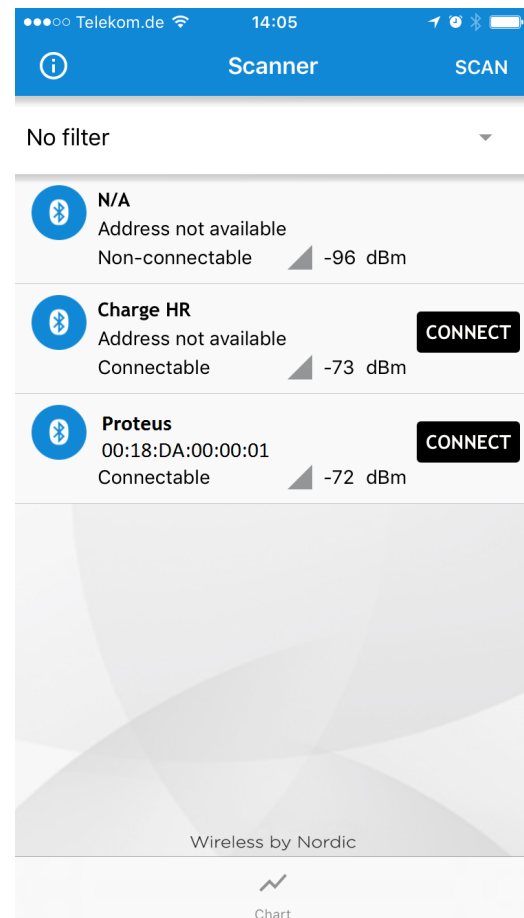 Telekom.de 14:05
Scanner SCAN
No filter
N/A
Address not available
Non-connectable -96 dBm
Charge HR
Address not available
Connectable -73 dBm
CONNECT
Proteus
00:18:DA:00:00:01
Connectable -72 dBm
CONNECT
Wireless by Nordic
Chart